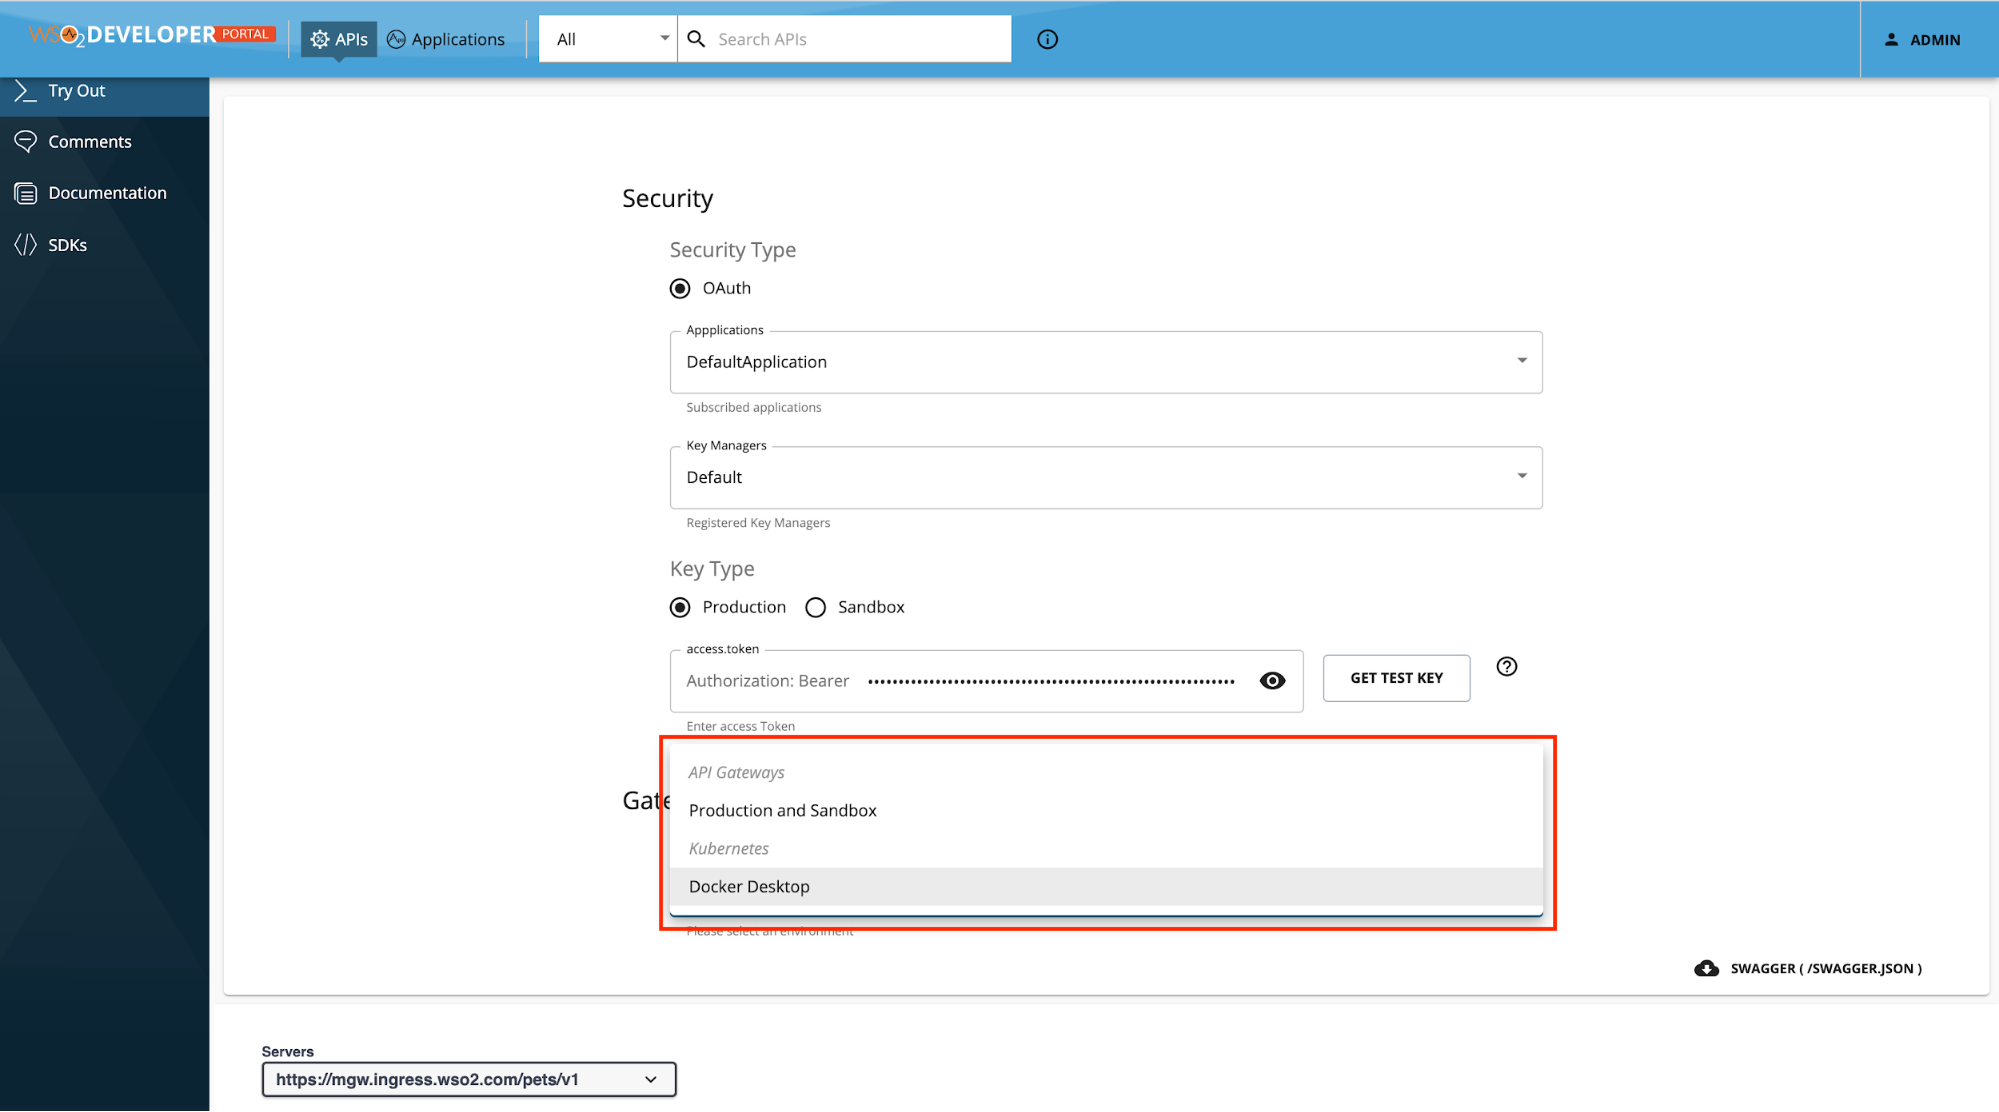 WSO2 DEVELOPER PORTAL
APIs
Applications
All
Search APIs
ADMIN
Try Out
Comments
Documentation
SDKs
Security
Security Type
OAuth
Appplications
DefaultApplication
Subscribed applications
Key Managers
Default
Registered Key Managers
Key Type
Production
Sandbox
access.token
Authorization: Bearer
GET TEST KEY
Enter access Token
API Gateways
Production and Sandbox
Kubernetes
Docker Desktop
Please select an environment
SWAGGER ( /SWAGGER.JSON )
Servers
https://mgw.ingress.wso2.com/pets/v1